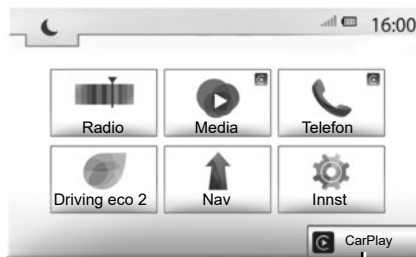 16:00
Radio
Media
Telefon
Driving eco 2
Nav
Innst
CarPlay